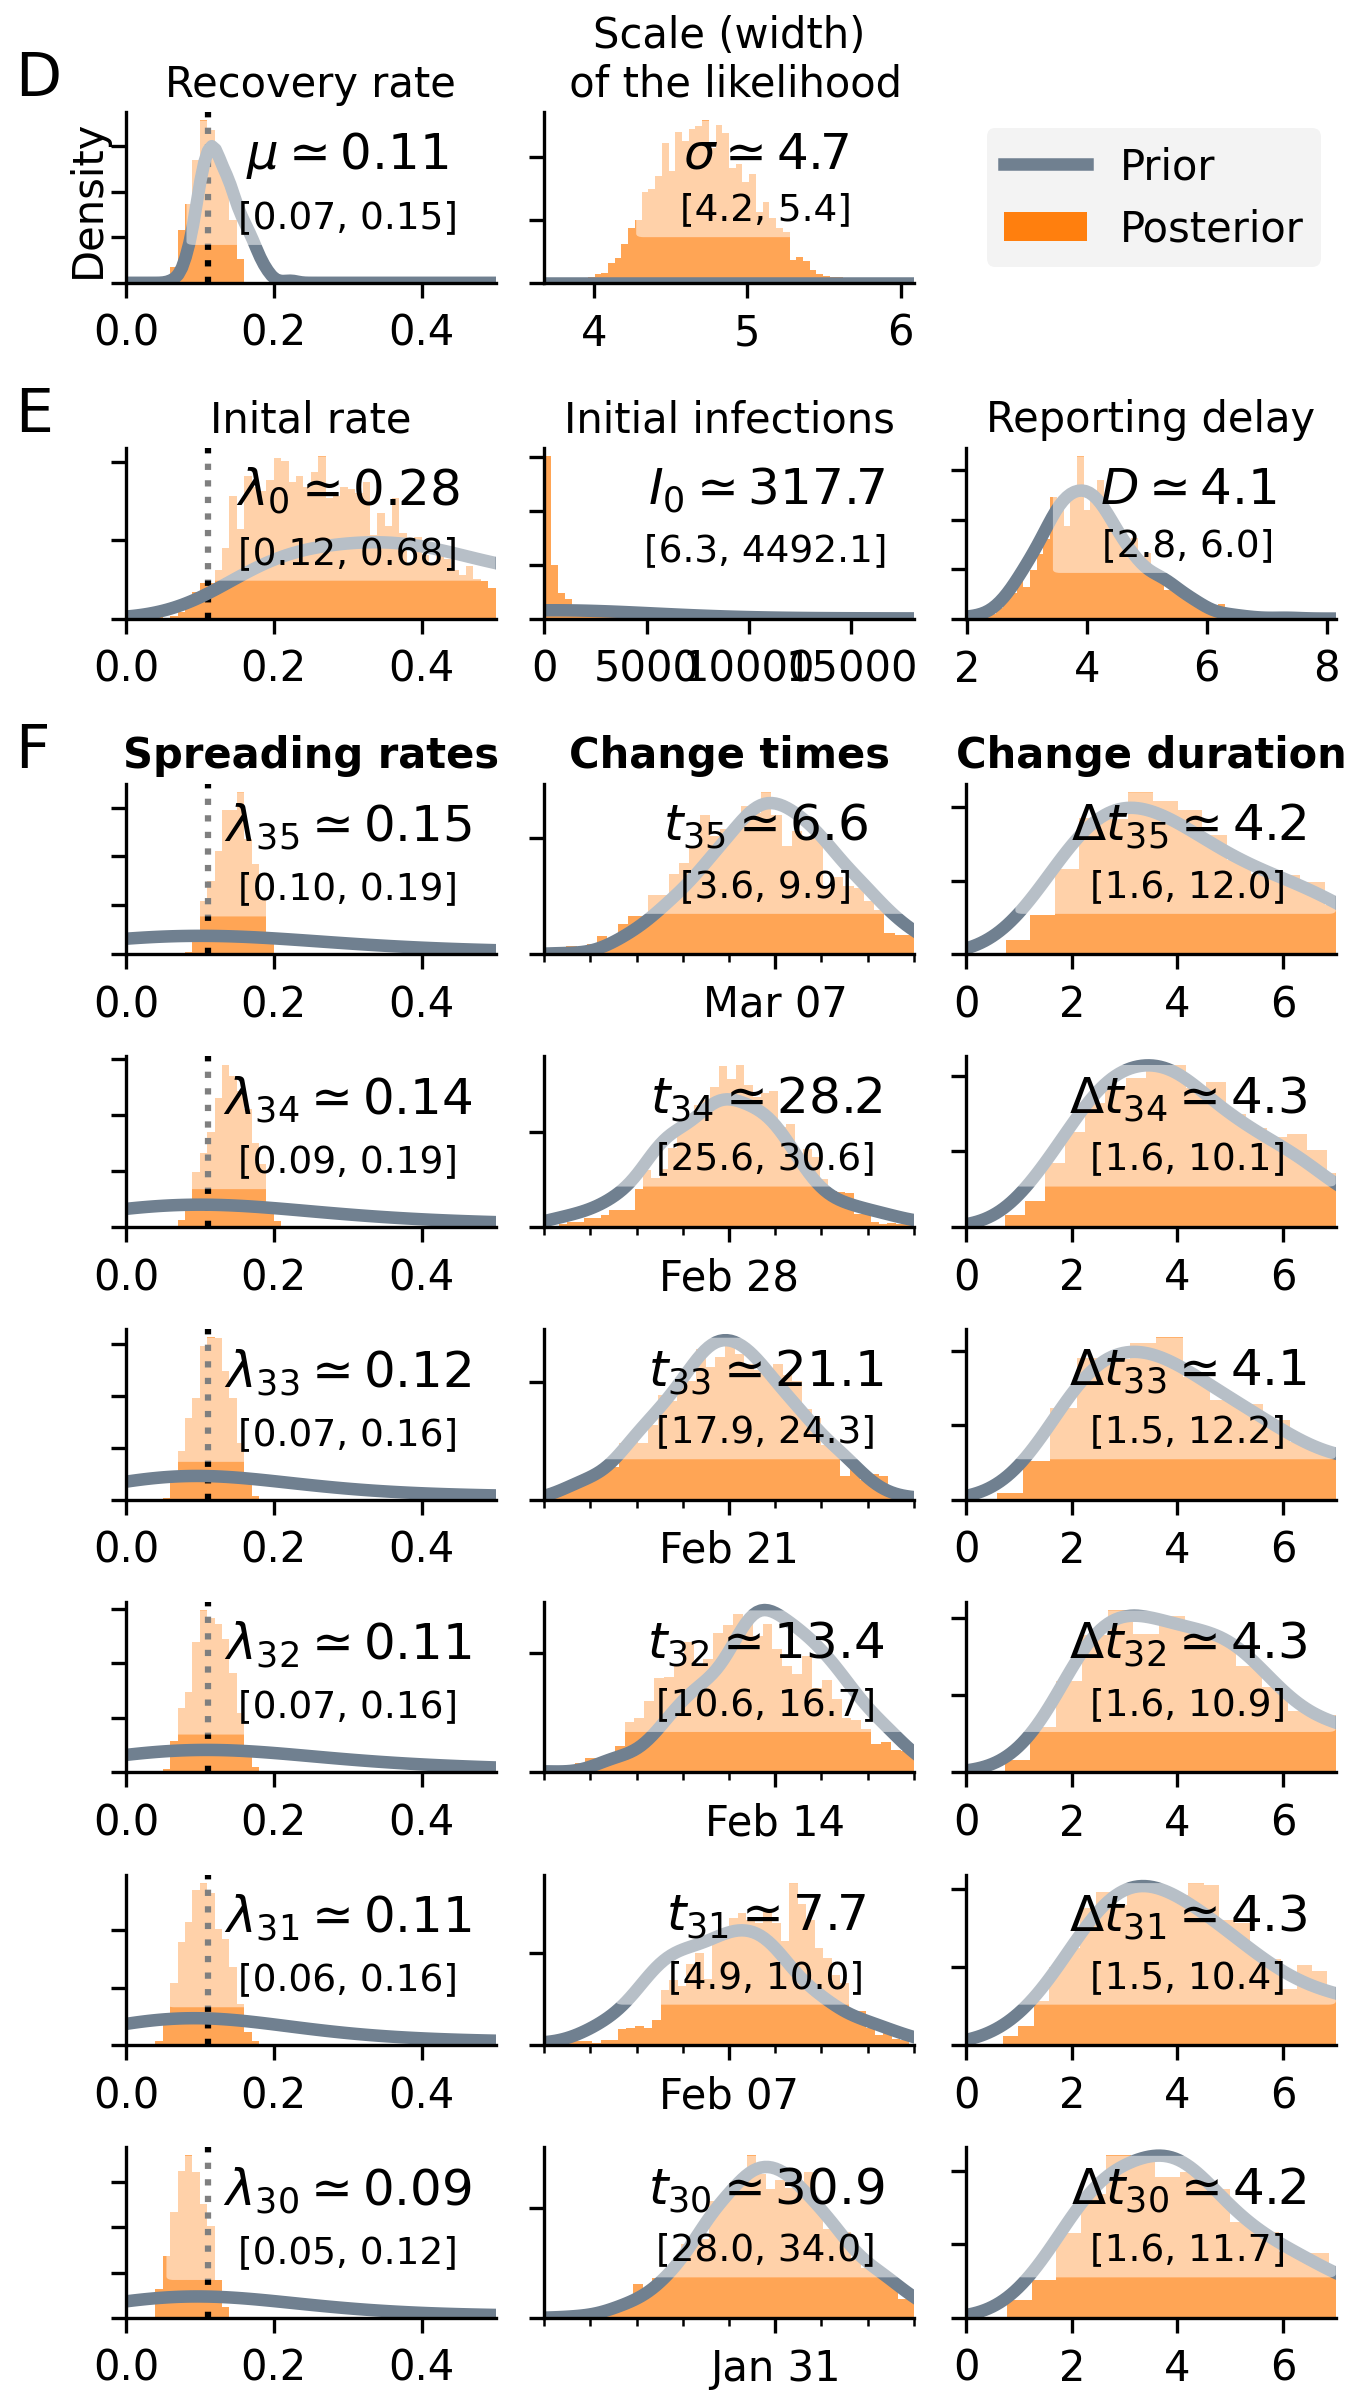 D
Recovery rate
Density
μ ≃ 0.11
[0.07, 0.15]
0.0 0.2 0.4
Scale (width)
of the likelihood
σ ≃ 4.7
[4.2, 5.4]
4 5 6
Prior
Posterior
E
Inital rate
λ0 ≃ 0.28
[0.12, 0.68]
0.0 0.2 0.4
Initial infections
I0 ≃ 317.7
[6.3, 4492.1]
0 5000 10000 15000
Reporting delay
D ≃ 4.1
[2.8, 6.0]
2 4 6 8
F
Spreading rates
Change times
Change duration
λ35 ≃ 0.15
[0.10, 0.19]
0.0 0.2 0.4
t35 ≃ 6.6
[3.6, 9.9]
Mar 07
Δt35 ≃ 4.2
[1.6, 12.0]
0 2 4 6
λ34 ≃ 0.14
[0.09, 0.19]
0.0 0.2 0.4
t34 ≃ 28.2
[25.6, 30.6]
Feb 28
Δt34 ≃ 4.3
[1.6, 10.1]
0 2 4 6
λ33 ≃ 0.12
[0.07, 0.16]
0.0 0.2 0.4
t33 ≃ 21.1
[17.9, 24.3]
Feb 21
Δt33 ≃ 4.1
[1.5, 12.2]
0 2 4 6
λ32 ≃ 0.11
[0.07, 0.16]
0.0 0.2 0.4
t32 ≃ 13.4
[10.6, 16.7]
Feb 14
Δt32 ≃ 4.3
[1.6, 10.9]
0 2 4 6
λ31 ≃ 0.11
[0.06, 0.16]
0.0 0.2 0.4
t31 ≃ 7.7
[4.9, 10.0]
Feb 07
Δt31 ≃ 4.3
[1.5, 10.4]
0 2 4 6
λ30 ≃ 0.09
[0.05, 0.12]
0.0 0.2 0.4
t30 ≃ 30.9
[28.0, 34.0]
Jan 31
Δt30 ≃ 4.2
[1.6, 11.7]
0 2 4 6